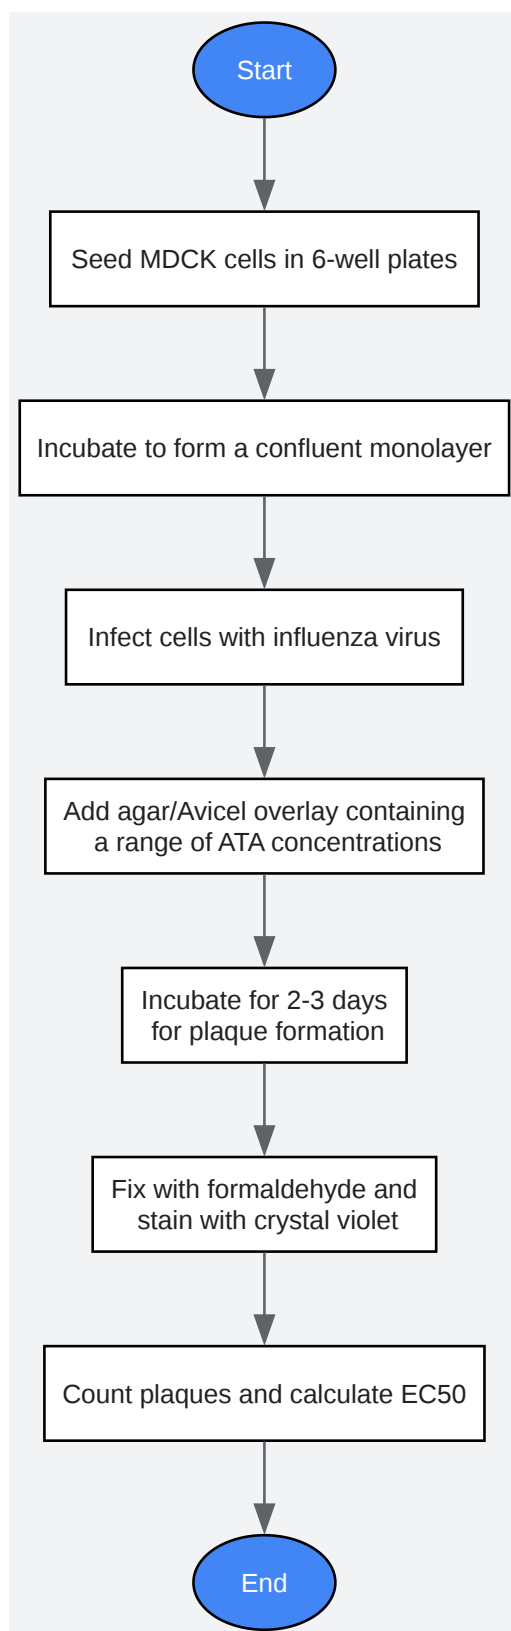 Start
Seed MDCK cells in 6-well plates
Incubate to form a confluent monolayer
Infect cells with influenza virus
Add agar/Avicel overlay containing
a range of ATA concentrations
Incubate for 2-3 days
for plaque formation
Fix with formaldehyde and
stain with crystal violet
Count plaques and calculate EC50
End